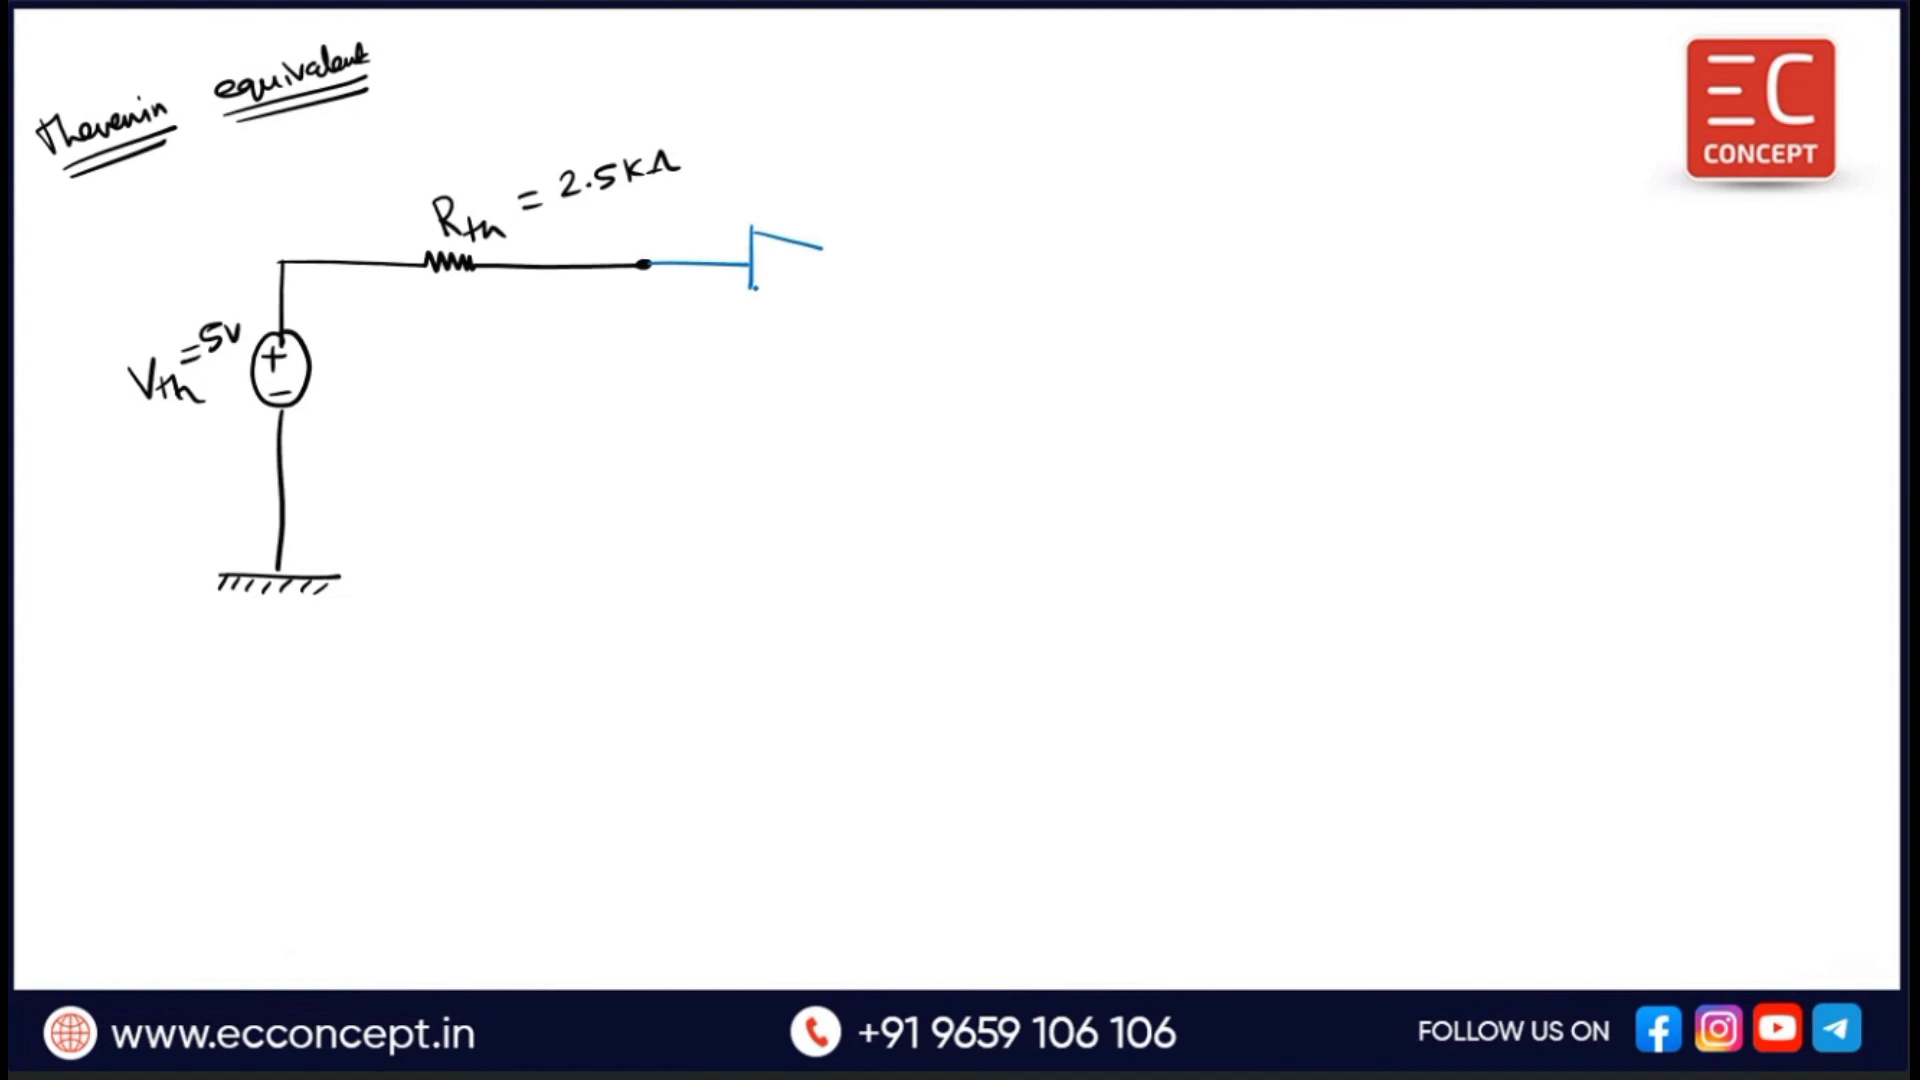 Thevenin equivalent
Rth = 2.5KΩ
Vth = 5V
+
−
EC
CONCEPT
www.ecconcept.in
+91 9659 106 106
FOLLOW US ON